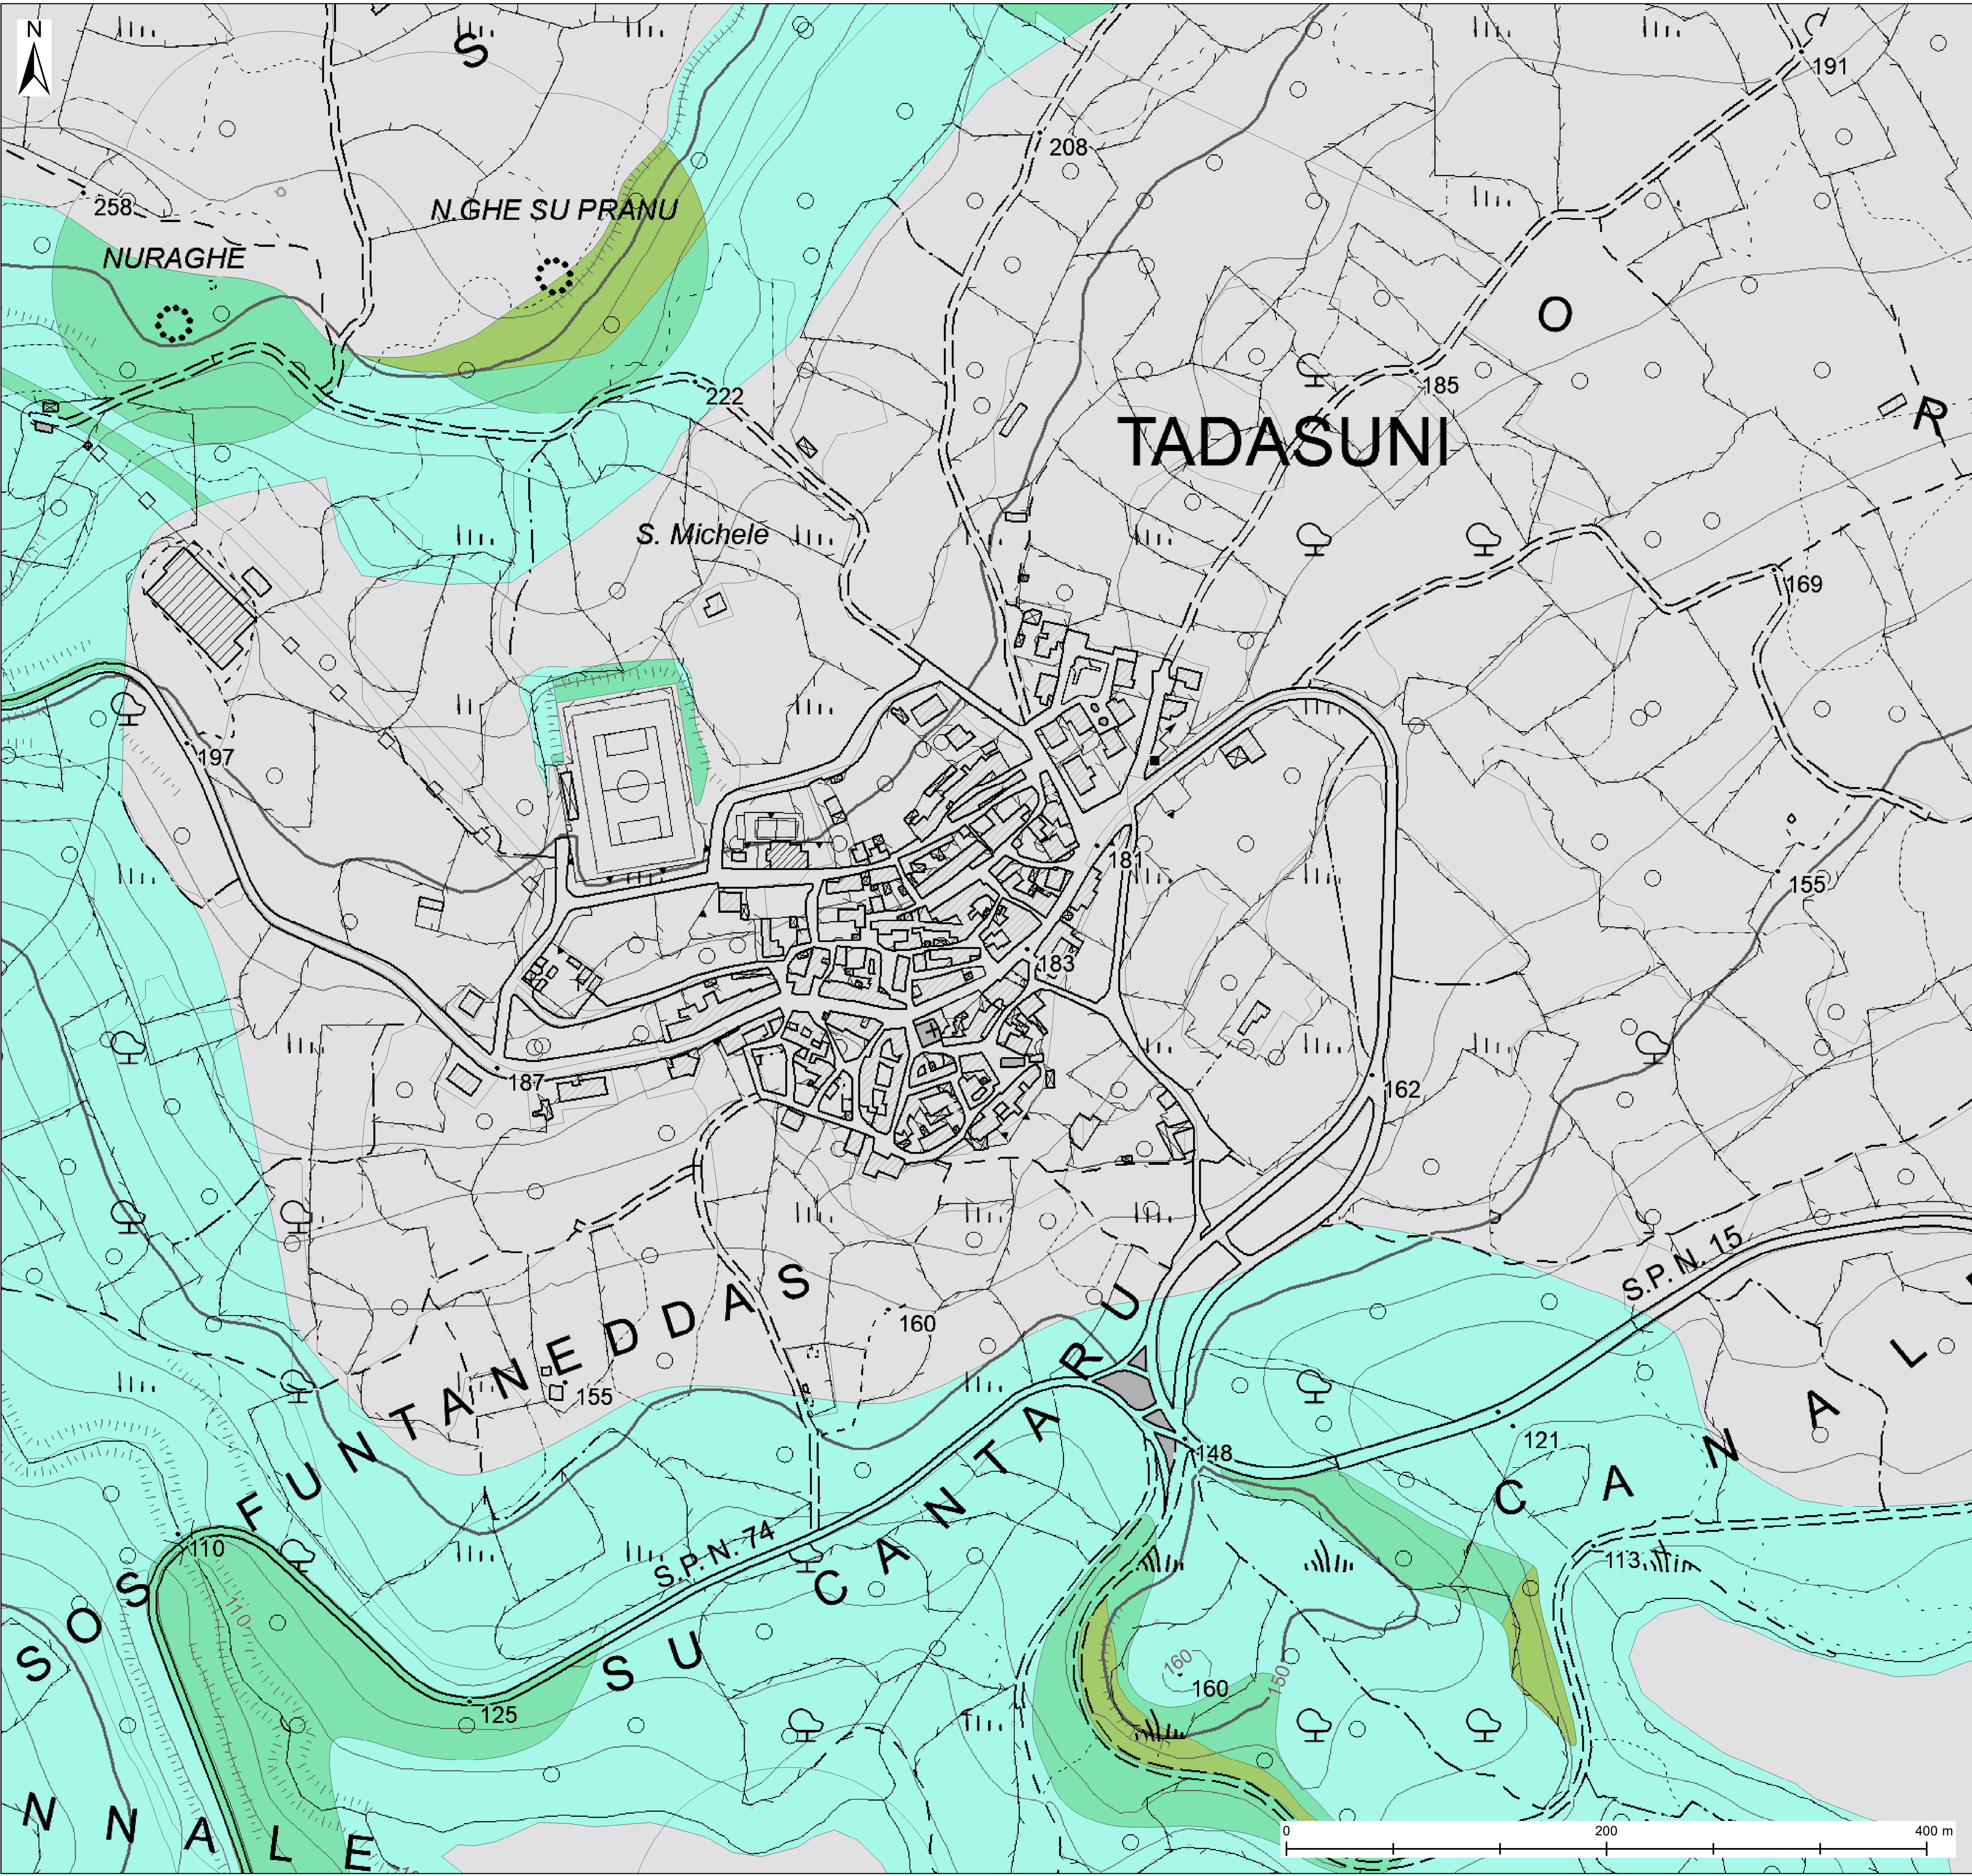 N
S
191
208
258
N.GHE SU PRANU
NURAGHE
O
222
185
R
TADASUNI
S. Michele
169
197
181
155
183
187
162
S.P.N. 15
FUNTANEDDAS
160
155
L
CANAL
148
121
110
113
S.P.N. 74
SU CANTARU
SOS
110
160
160
150
125
NNALE
0 200 400 m